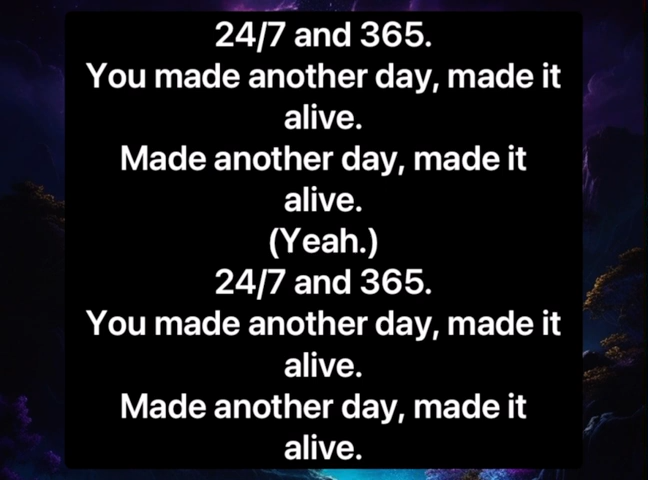 24/7 and 365.
You made another day, made it
alive.
Made another day, made it
alive.
(Yeah.)
24/7 and 365.
You made another day, made it
alive.
Made another day, made it
alive.